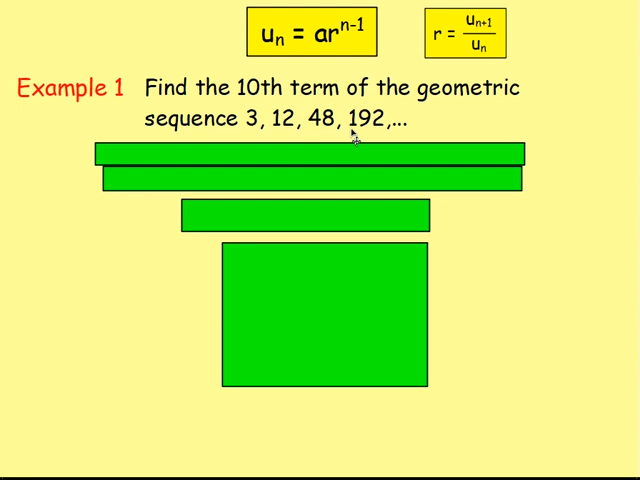 uₙ = arⁿ⁻¹
r = uₙ₊₁ / uₙ
Example 1 Find the 10th term of the geometric
sequence 3, 12, 48, 192,...